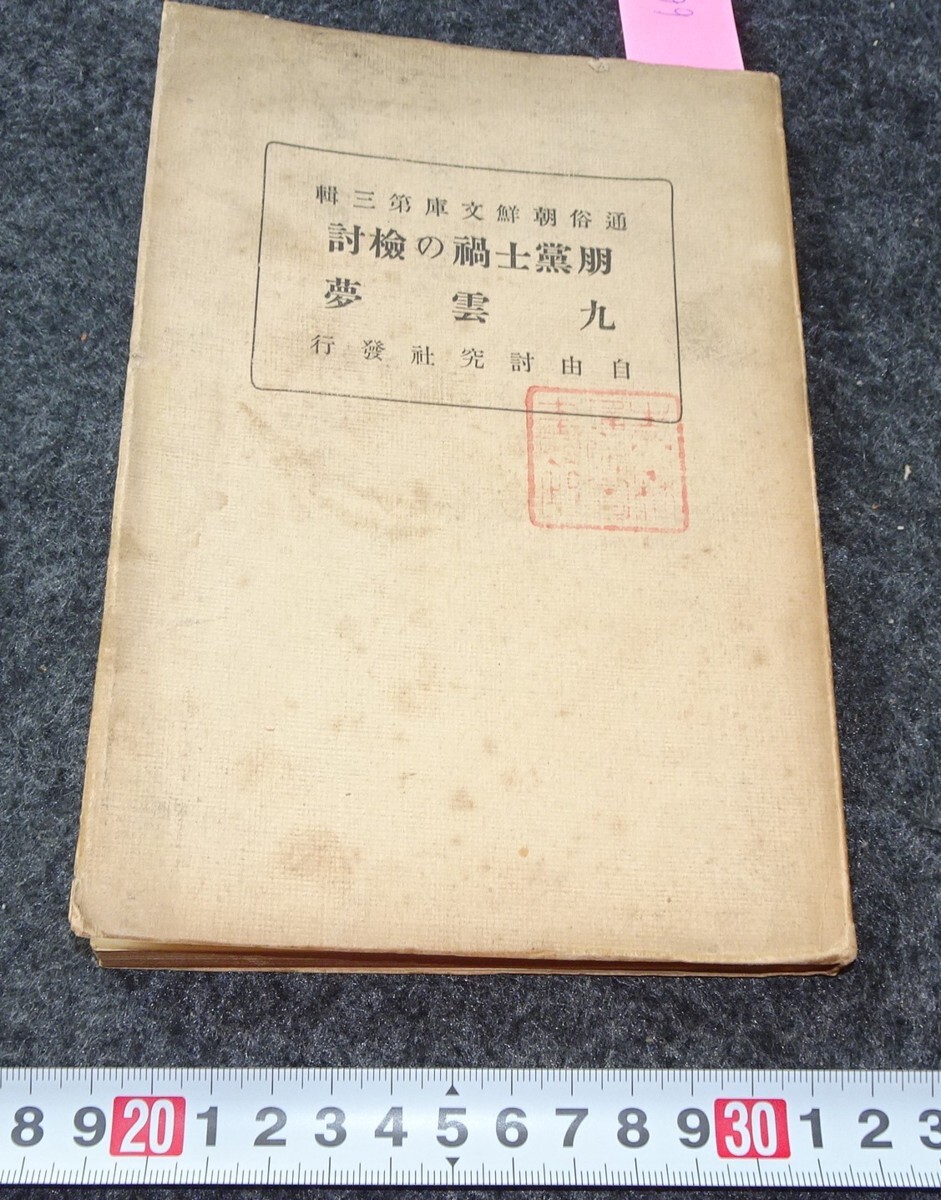 通俗朝鮮文庫第三輯
朋黨士禍の檢討
九雲夢
自由討究社發行
8 9 20 1 2 3 4 5 6 7 8 9 30 1 2 3